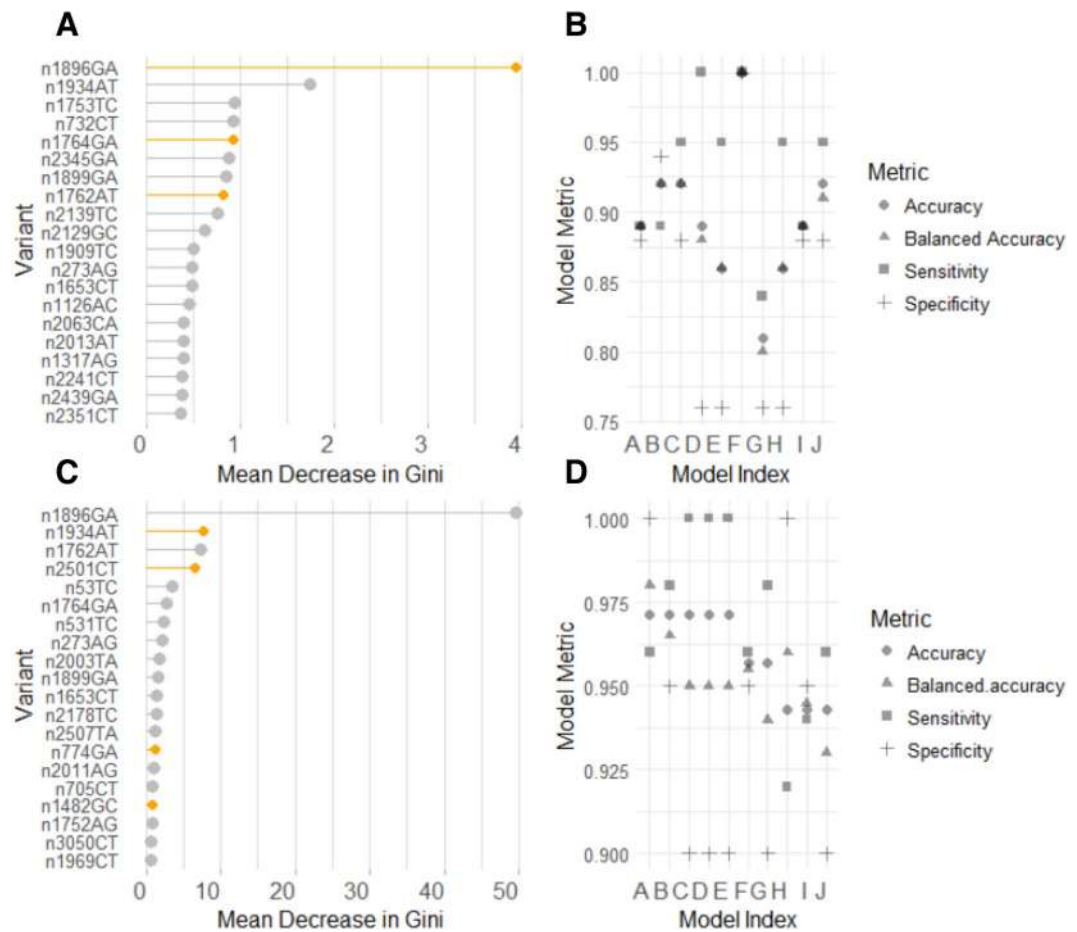 A
n1896GA
n1934AT
n1753TC
n732CT
n1764GA
n2345GA
n1899GA
n1762AT
n2139TC
n2129GC
n1909TC
n273AG
n1653CT
n1126AC
n2063CA
n2013AT
n1317AG
n2241CT
n2439GA
n2351CT
Variant
0 1 2 3 4
Mean Decrease in Gini
B
1.00
0.95
0.90
0.85
0.80
0.75
Model Metric
A B C D E F G H I J
Model Index
Metric
Accuracy
Balanced Accuracy
Sensitivity
Specificity
C
n1896GA
n1934AT
n1762AT
n2501CT
n53TC
n1764GA
n531TC
n273AG
n2003TA
n1899GA
n1653CT
n2178TC
n2507TA
n774GA
n2011AG
n705CT
n1482GC
n1752AG
n3050CT
n1969CT
Variant
0 10 20 30 40 50
Mean Decrease in Gini
D
1.000
0.975
0.950
0.925
0.900
Model Metric
A B C D E F G H I J
Model Index
Metric
Accuracy
Balanced.accuracy
Sensitivity
Specificity